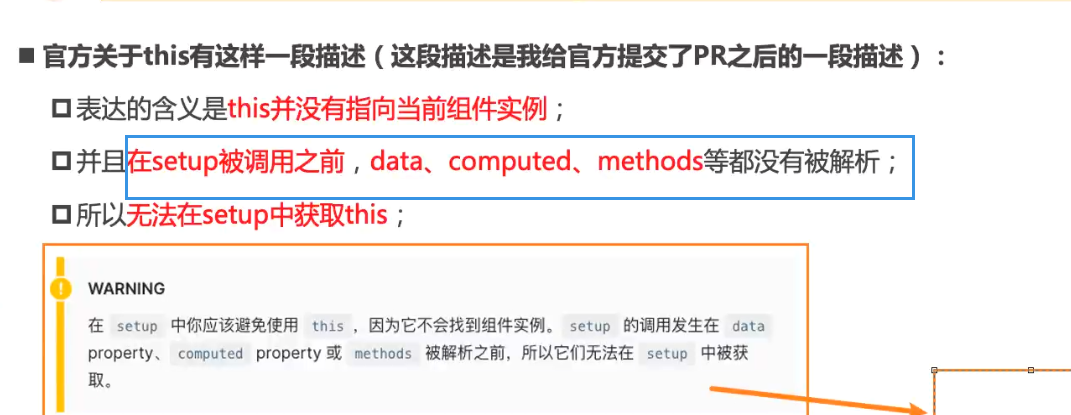 ■ 官方关于this有这样一段描述（这段描述是我给官方提交了PR之后的一段描述）：
表达的含义是this并没有指向当前组件实例；
并且在setup被调用之前，data、computed、methods等都没有被解析；
所以无法在setup中获取this；
!
WARNING
在 setup 中你应该避免使用 this，因为它不会找到组件实例。setup 的调用发生在 data
property、computed property 或 methods 被解析之前，所以它们无法在 setup 中被获
取。